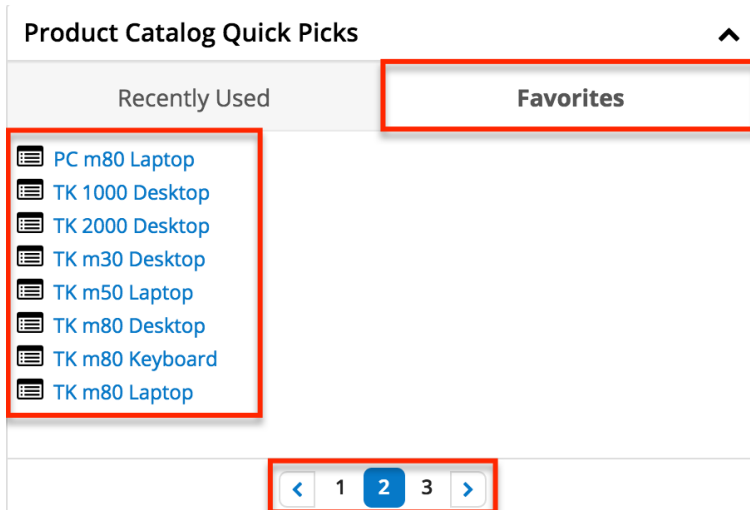 Product Catalog Quick Picks
Recently Used Favorites
PC m80 Laptop
TK 1000 Desktop
TK 2000 Desktop
TK m30 Desktop
TK m50 Laptop
TK m80 Desktop
TK m80 Keyboard
TK m80 Laptop
1 2 3